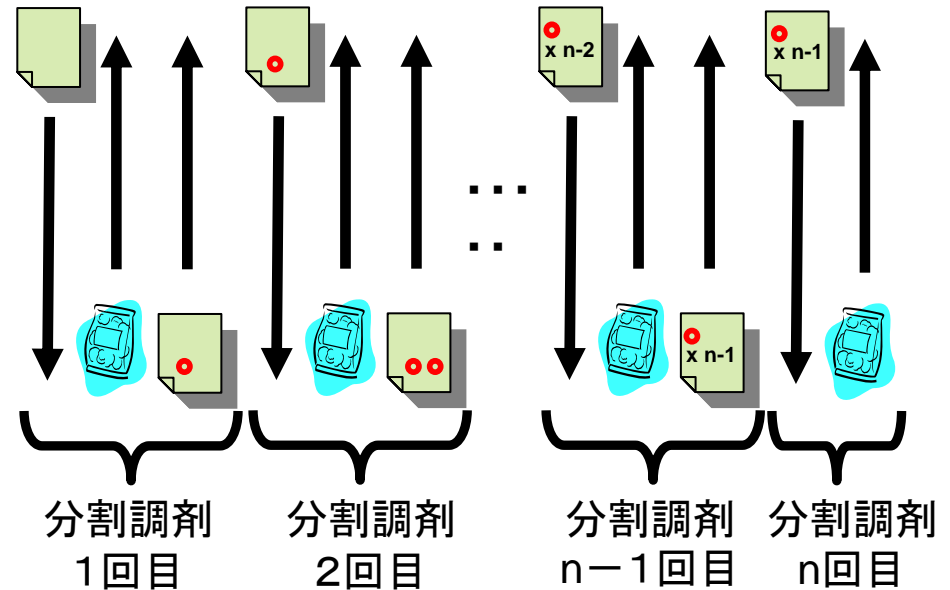 x n-2
x n-1
x n-1
分割調剤
1回目
分割調剤
2回目
分割調剤
n-1回目
分割調剤
n回目